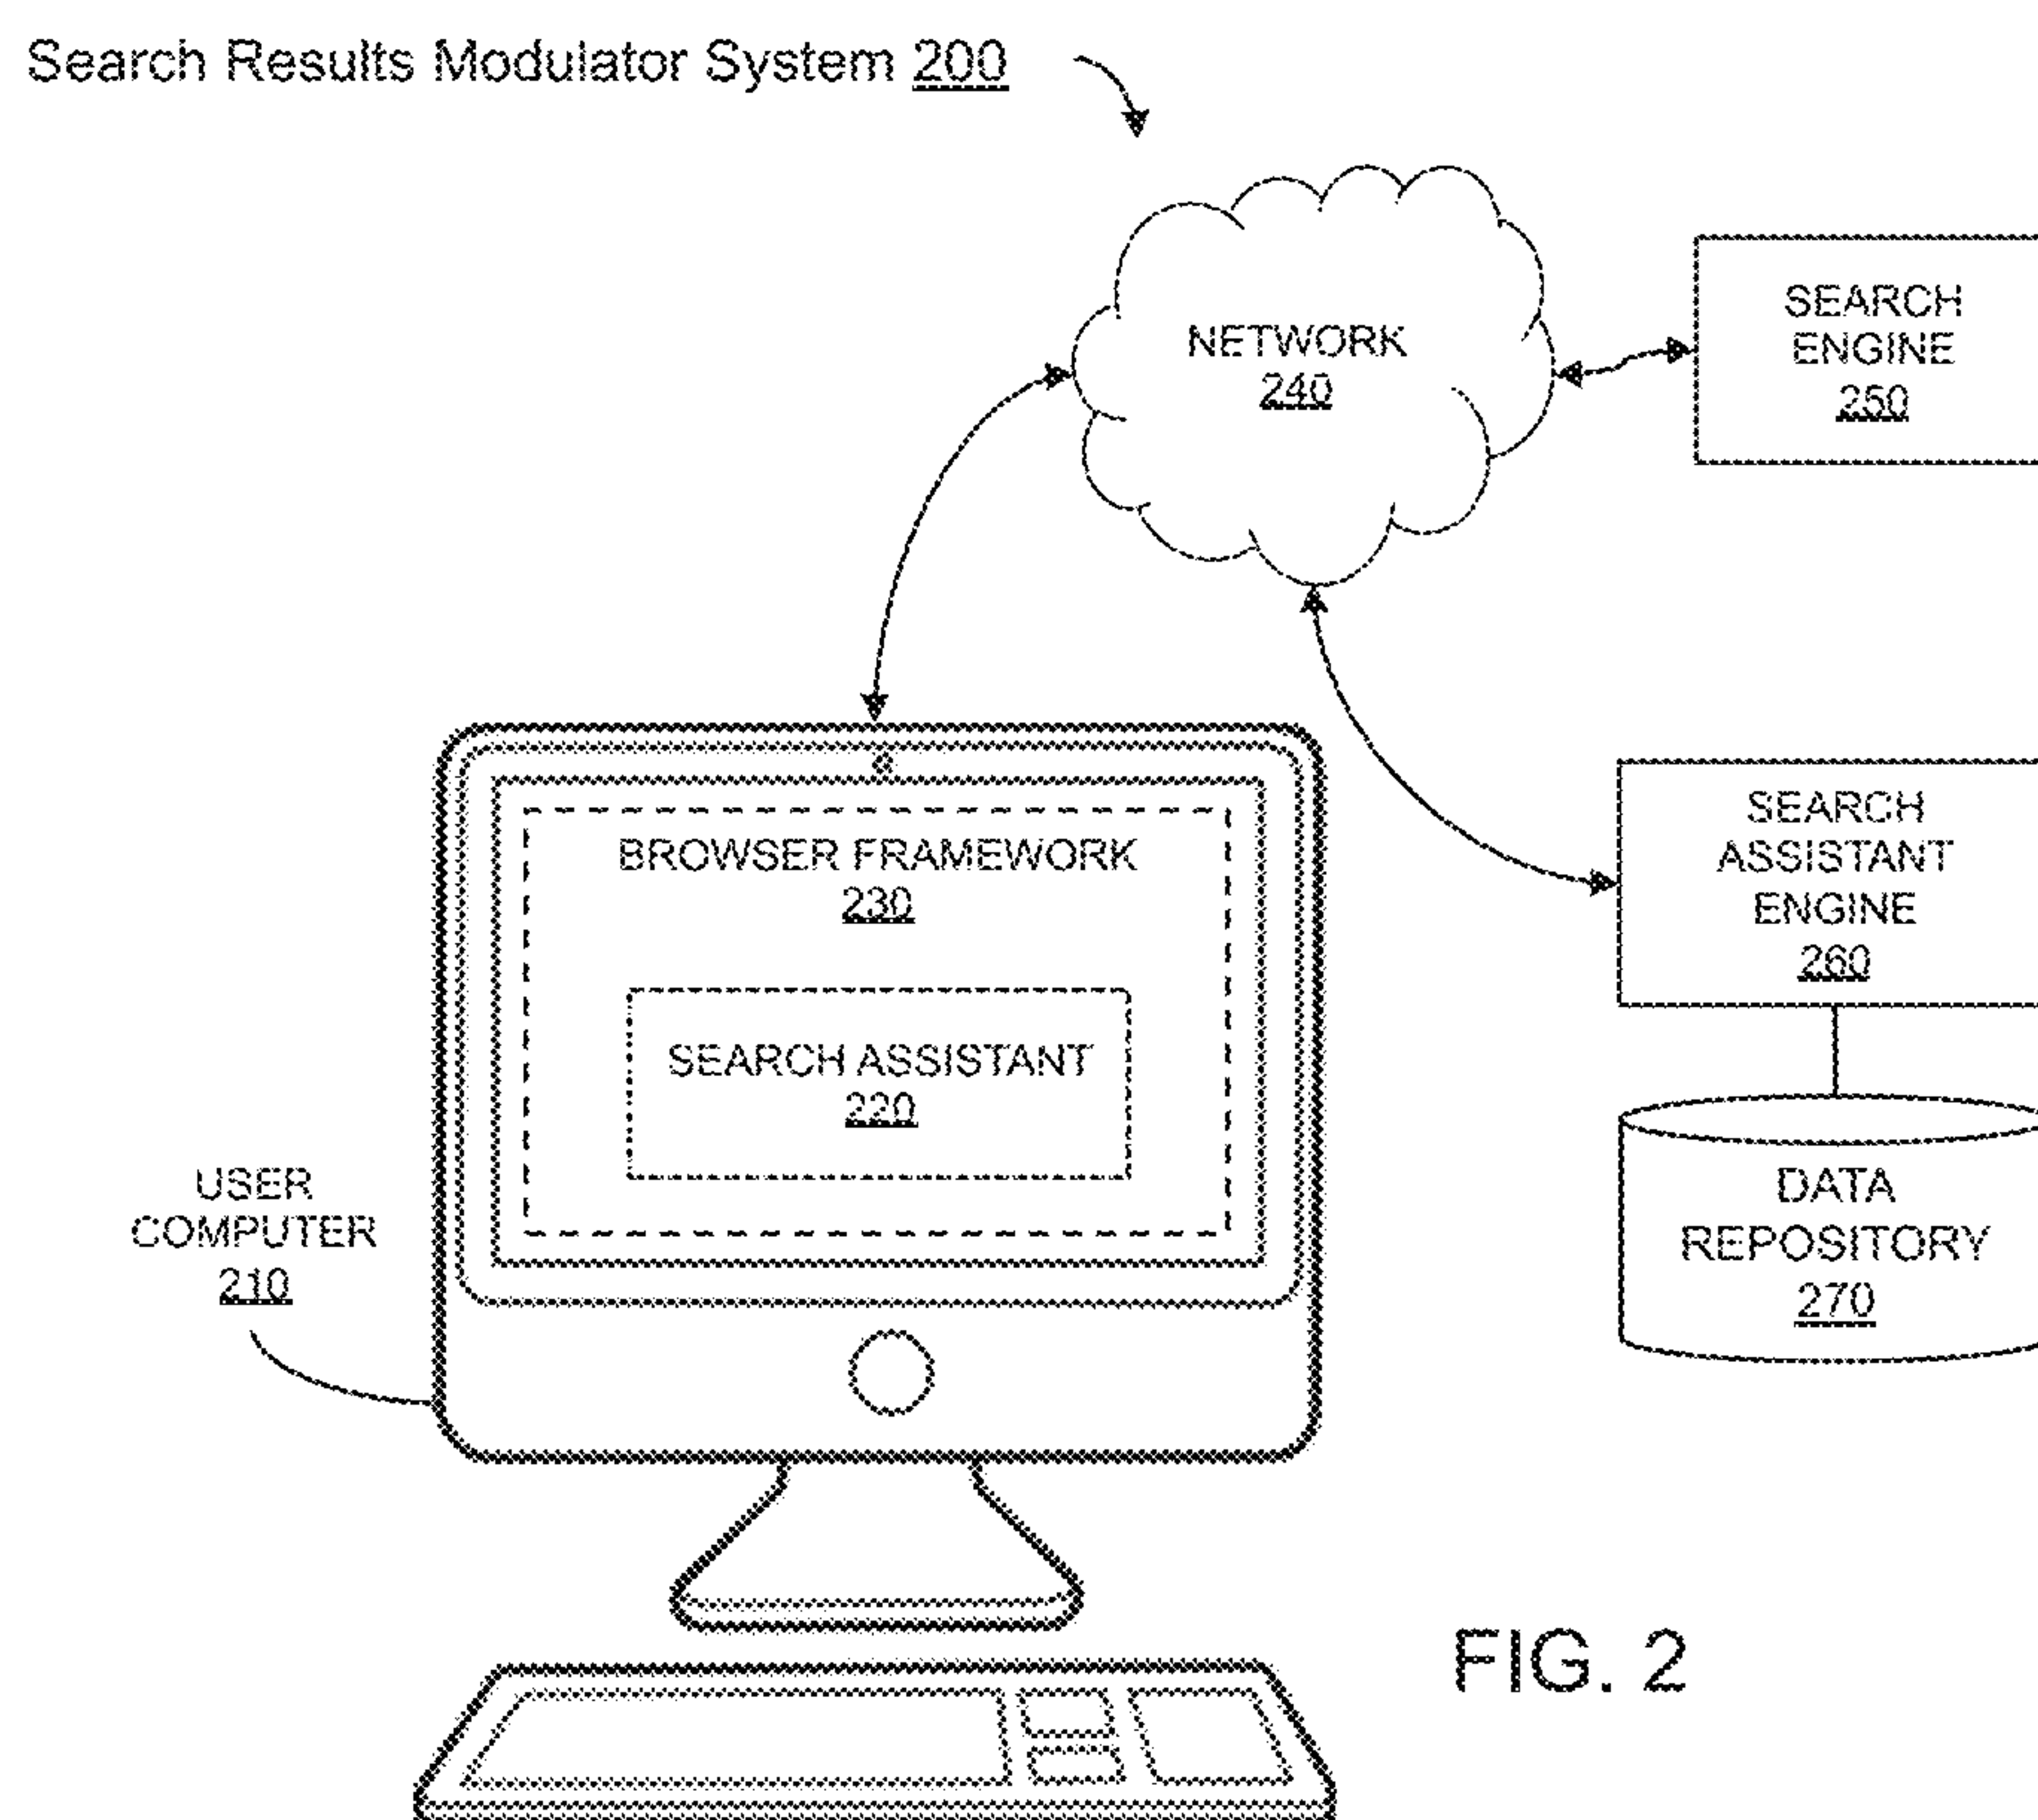 Search Results Modulator System 200
NETWORK
240
SEARCH
ENGINE
250
BROWSER FRAMEWORK
230
SEARCH ASSISTANT
220
SEARCH
ASSISTANT
ENGINE
260
DATA
REPOSITORY
270
USER
COMPUTER
210
FIG. 2